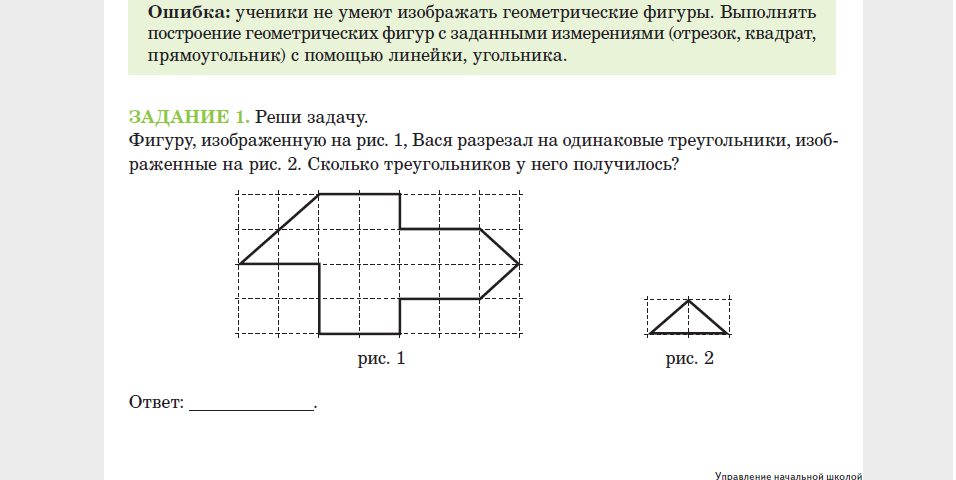 Ошибка: ученики не умеют изображать геометрические фигуры. Выполнять
построение геометрических фигур с заданными измерениями (отрезок, квадрат,
прямоугольник) с помощью линейки, угольника.
ЗАДАНИЕ 1. Реши задачу.
Фигуру, изображенную на рис. 1, Вася разрезал на одинаковые треугольники, изоб-
раженные на рис. 2. Сколько треугольников у него получилось?
рис. 1
рис. 2
Ответ: ______________.
Управление начальной школой